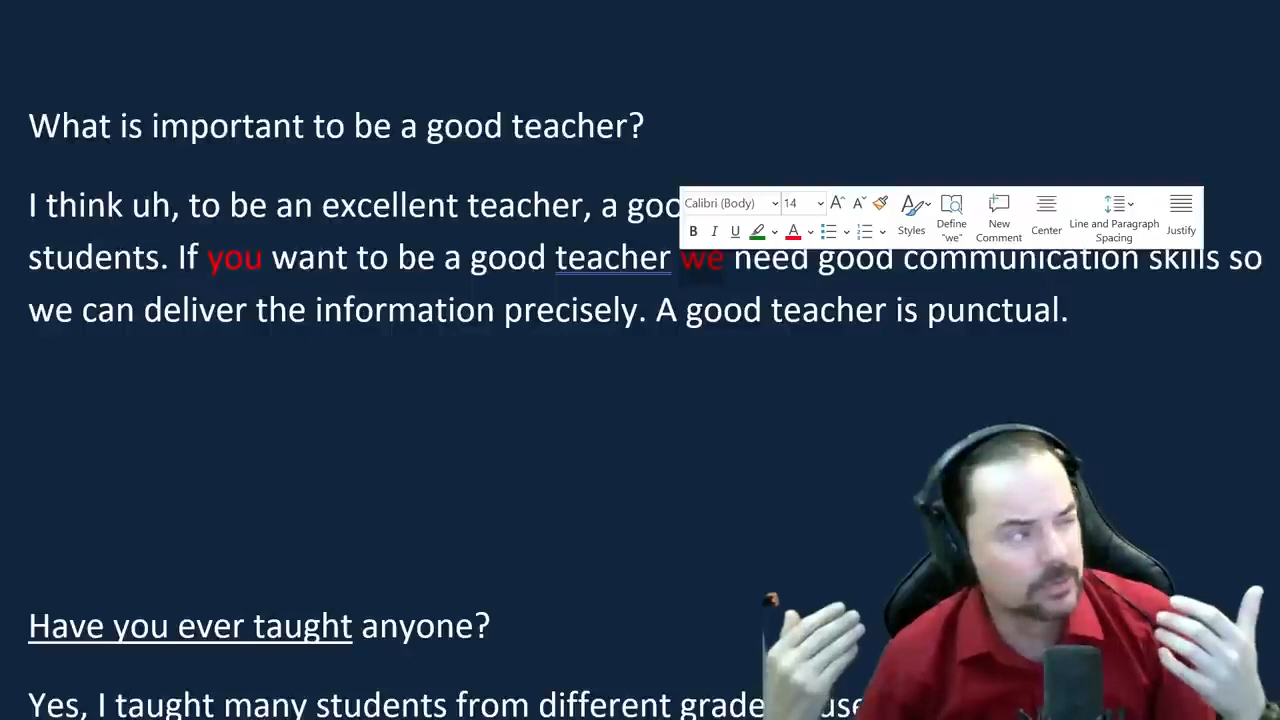 What is important to be a good teacher?
I think uh, to be an excellent teacher, a
Calibri (Body) 14
Styles Define "we" New Comment Center Line and Paragraph Spacing Justify
students. If you want to be a good teacher we need good communication skills so
we can deliver the information precisely. A good teacher is punctual.
Have you ever taught anyone?
Yes, I taught many students from different